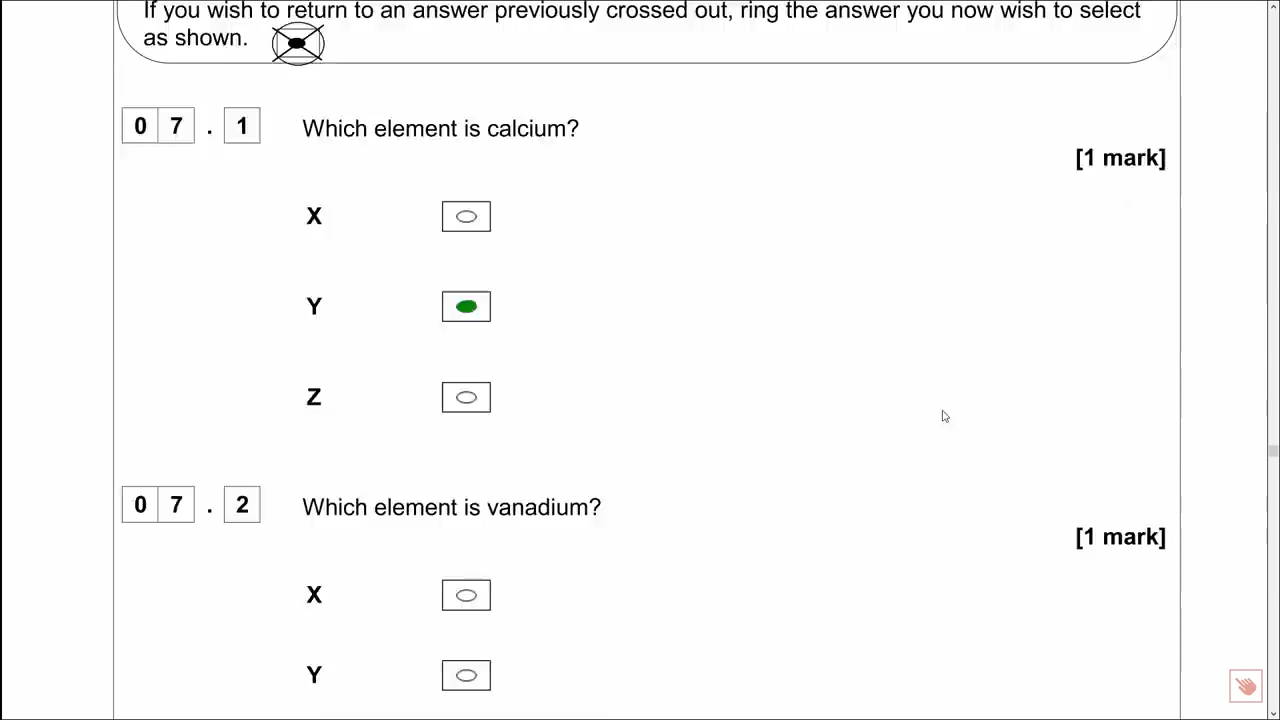 If you wish to return to an answer previously crossed out, ring the answer you now wish to select
as shown.
0 7 . 1 Which element is calcium?
[1 mark]
X
Y
Z
0 7 . 2 Which element is vanadium?
[1 mark]
X
Y